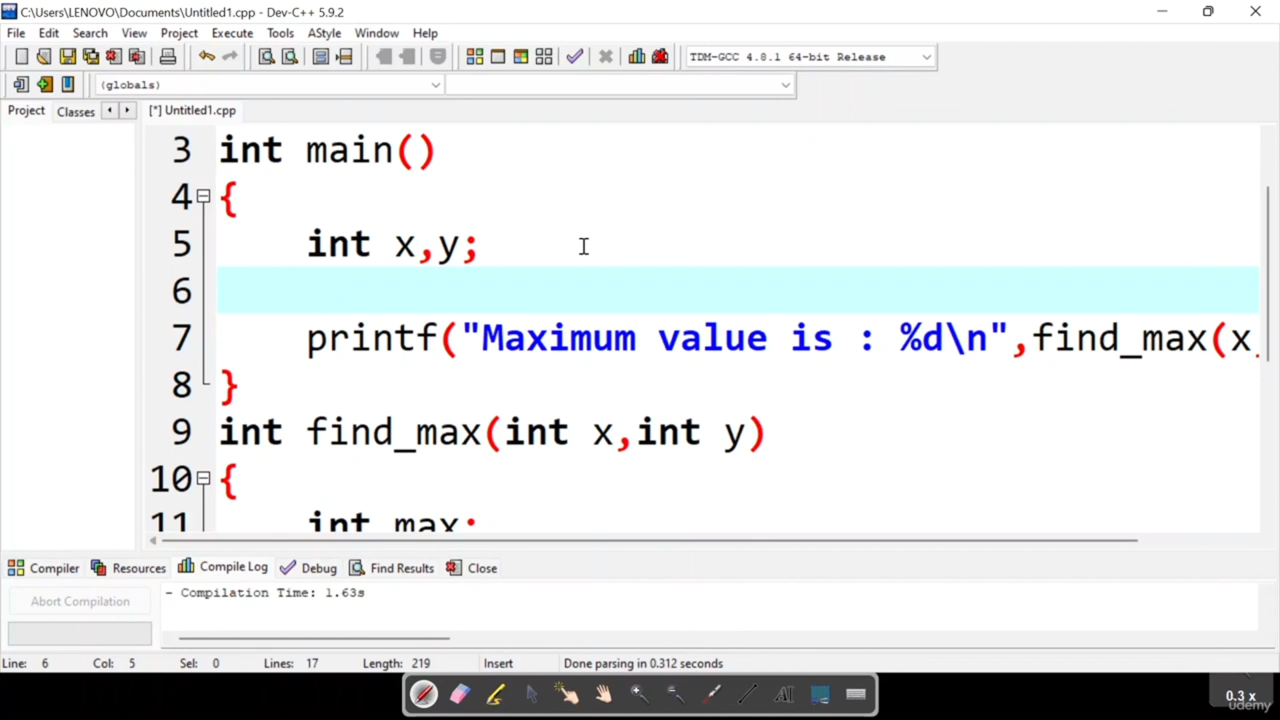 C:\Users\LENOVO\Documents\Untitled1.cpp - Dev-C++ 5.9.2
File Edit Search View Project Execute Tools AStyle Window Help
TDM-GCC 4.8.1 64-bit Release
(globals)
Project Classes [*] Untitled1.cpp
3 int main()
4 {
5 int x,y;
6
7 printf("Maximum value is : %d\n",find_max(x,
8 }
9 int find_max(int x,int y)
10 {
11 int max;
Compiler Resources Compile Log Debug Find Results Close
Abort Compilation
- Compilation Time: 1.63s
Line: 6 Col: 5 Sel: 0 Lines: 17 Length: 219 Insert Done parsing in 0.312 seconds
AI
0.3 x
udemy